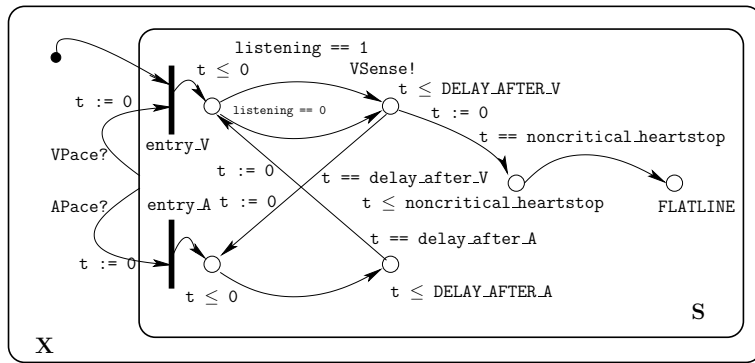 listening == 1
t ≤ 0
VSense!
t ≤ DELAY_AFTER_V
t := 0
t := 0
listening == 0
t == noncritical_heartstop
entry_V
VPace?
t := 0
t == delay_after_V
APace?
entry_A
t := 0
t ≤ noncritical_heartstop
FLATLINE
t == delay_after_A
t := 0
t ≤ 0
t ≤ DELAY_AFTER_A
S
X